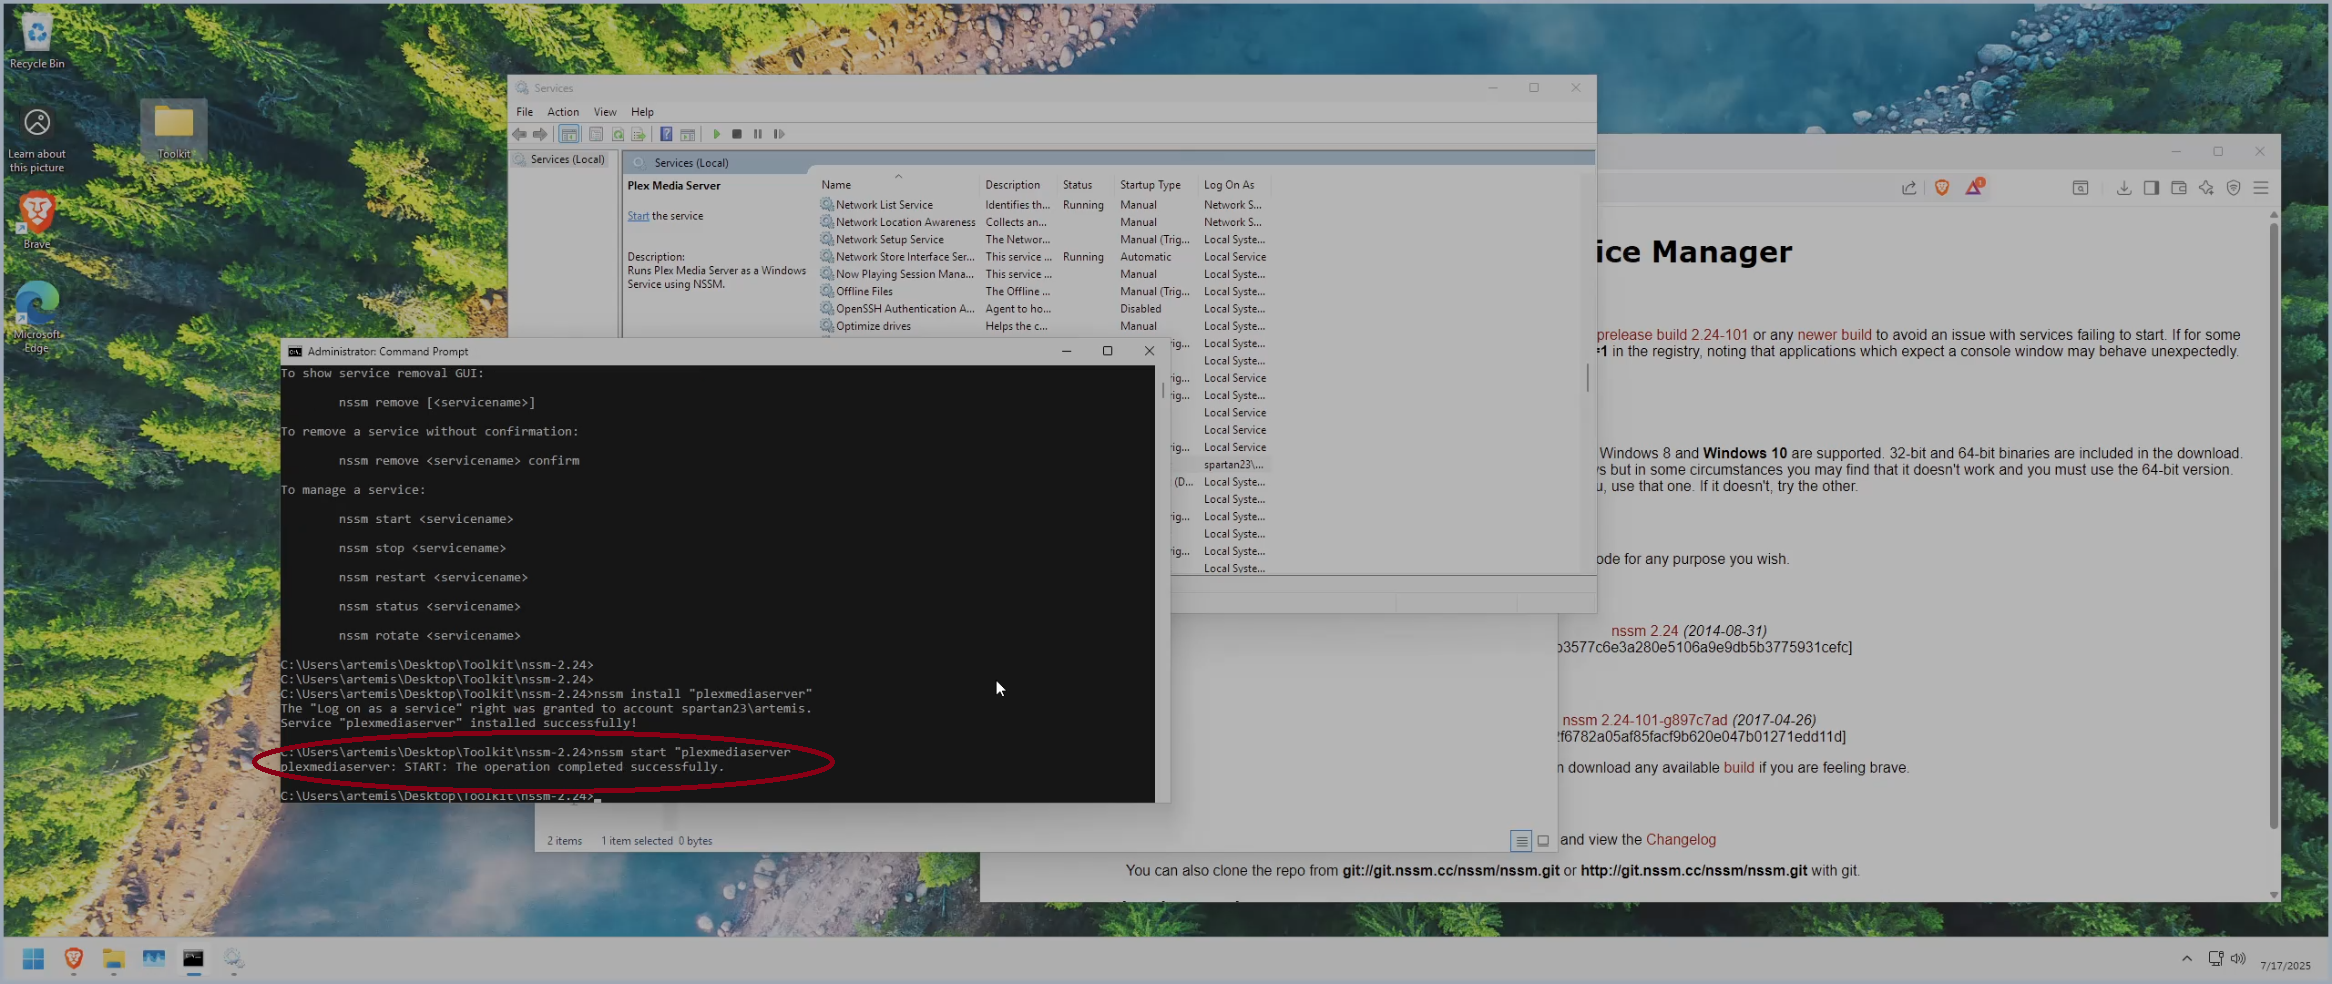 Recycle Bin
Learn about
this picture
Toolkit
Brave
Microsoft
Edge
Services
File Action View Help
Services (Local)
Services (Local)
Plex Media Server
Start the service
Description:
Runs Plex Media Server as a Windows
Service using NSSM.
Name Description Status Startup Type Log On As
Network List Service Identifies th... Running Manual Network S...
Network Location Awareness Collects an... Manual Network S...
Network Setup Service The Networ... Manual (Trig... Local Syste...
Network Store Interface Ser... This service ... Running Automatic Local Service
Now Playing Session Mana... This service ... Manual Local Syste...
Offline Files The Offline ... Manual (Trig... Local Syste...
OpenSSH Authentication A... Agent to ho... Disabled Local Syste...
Optimize drives Helps the c... Manual Local Syste...
rig... Local Syste...
Local Syste...
rig... Local Service
rig... Local Syste...
Local Service
Local Service
rig... Local Service
spartan23\...
(D... Local Syste...
Local Syste...
rig... Local Syste...
Local Syste...
rig... Local Syste...
Local Syste...
Administrator: Command Prompt
To show service removal GUI:
nssm remove [<servicename>]
To remove a service without confirmation:
nssm remove <servicename> confirm
To manage a service:
nssm start <servicename>
nssm stop <servicename>
nssm restart <servicename>
nssm status <servicename>
nssm rotate <servicename>
C:\Users\artemis\Desktop\Toolkit\nssm-2.24>
C:\Users\artemis\Desktop\Toolkit\nssm-2.24>
C:\Users\artemis\Desktop\Toolkit\nssm-2.24>nssm install "plexmediaserver"
The "Log on as a service" right was granted to account spartan23\artemis.
Service "plexmediaserver" installed successfully!
C:\Users\artemis\Desktop\Toolkit\nssm-2.24>nssm start "plexmediaserver
plexmediaserver: START: The operation completed successfully.
C:\Users\artemis\Desktop\Toolkit\nssm-2.24>
2 items 1 item selected 0 bytes
ice Manager
prelease build 2.24-101 or any newer build to avoid an issue with services failing to start. If for some
=1 in the registry, noting that applications which expect a console window may behave unexpectedly.
Windows 8 and Windows 10 are supported. 32-bit and 64-bit binaries are included in the download.
s but in some circumstances you may find that it doesn't work and you must use the 64-bit version.
u, use that one. If it doesn't, try the other.
ode for any purpose you wish.
nssm 2.24 (2014-08-31)
b3577c6e3a280e5106a9e9db5b3775931cefc]
nssm 2.24-101-g897c7ad (2017-04-26)
2f6782a05af85facf9b620e047b01271edd11d]
n download any available build if you are feeling brave.
and view the Changelog
You can also clone the repo from git://git.nssm.cc/nssm/nssm.git or http://git.nssm.cc/nssm/nssm.git with git.
7/17/2025